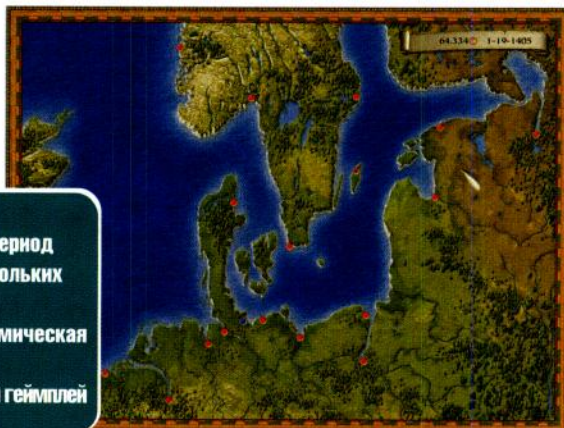 64.334 1-19-1405
ериод
ольких
мическая
геймплей